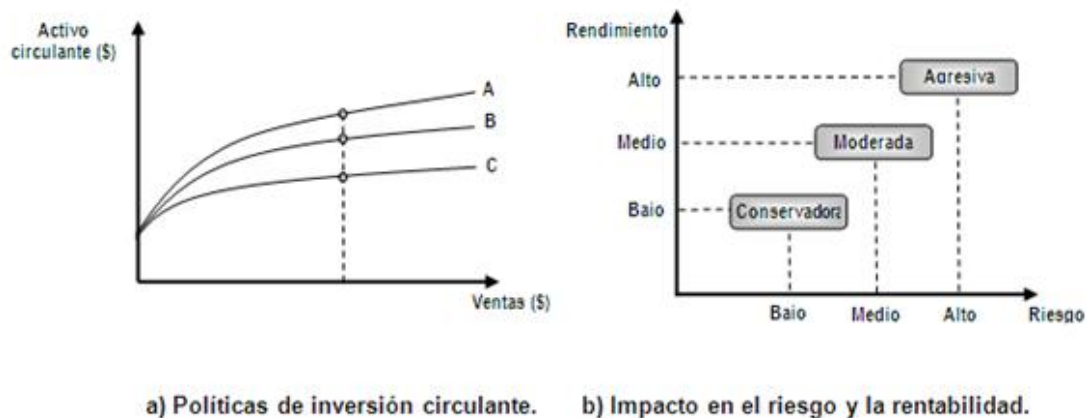 Activo
circulante ($)
A
B
C
Ventas ($)
Rendimiento
Alto
Medio
Baio
Agresiva
Moderada
Conservadora
Baio
Medio
Alto
Riesgo
a) Políticas de inversión circulante.
b) Impacto en el riesgo y la rentabilidad.